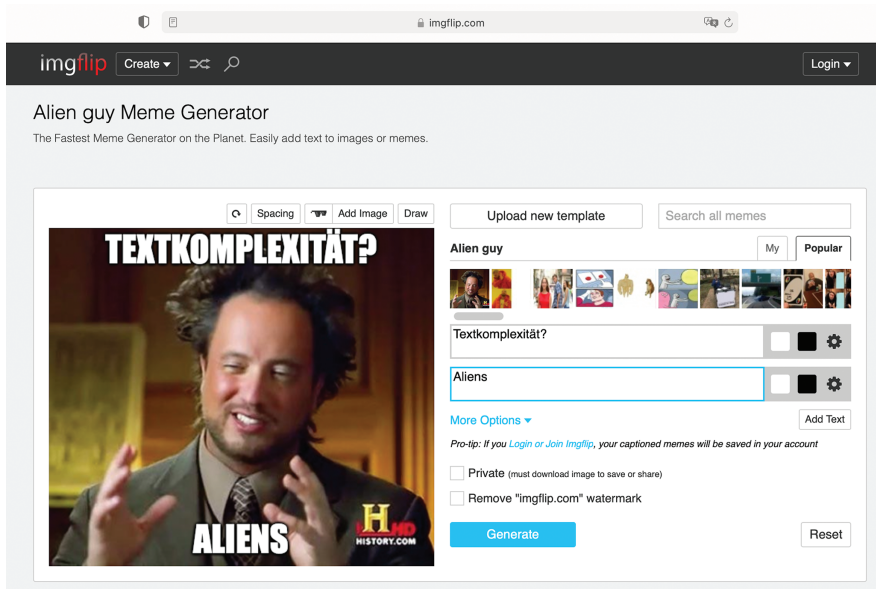 imgflip.com
imgflip Create Login
Alien guy Meme Generator
The Fastest Meme Generator on the Planet. Easily add text to images or memes.
Spacing Add Image Draw
Upload new template Search all memes
Alien guy My Popular
TEXTKOMPLEXITÄT?
ALIENS
H HD
HISTORY.COM
Textkomplexität?
Aliens
More Options Add Text
Pro-tip: If you Login or Join Imgflip, your captioned memes will be saved in your account
Private (must download image to save or share)
Remove "imgflip.com" watermark
Generate Reset